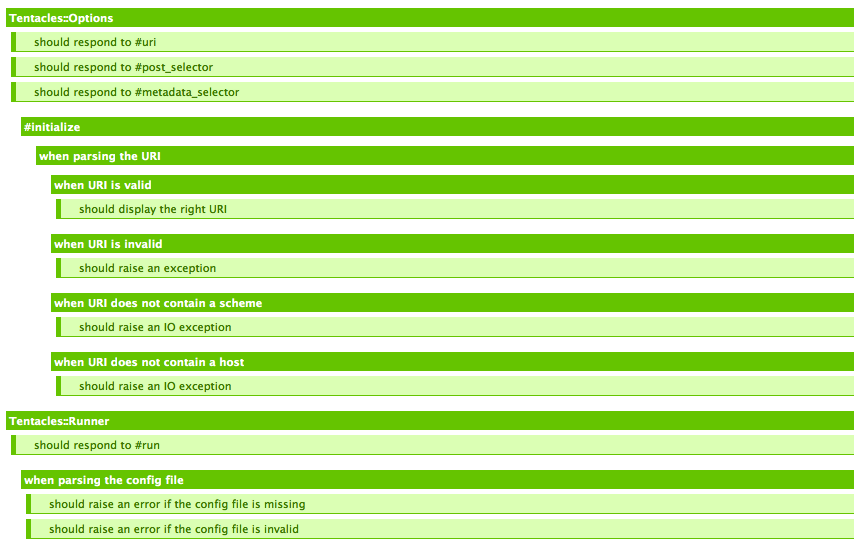 Tentacles::Options
should respond to #uri
should respond to #post_selector
should respond to #metadata_selector
#initialize
when parsing the URI
when URI is valid
should display the right URI
when URI is invalid
should raise an exception
when URI does not contain a scheme
should raise an IO exception
when URI does not contain a host
should raise an IO exception
Tentacles::Runner
should respond to #run
when parsing the config file
should raise an error if the config file is missing
should raise an error if the config file is invalid